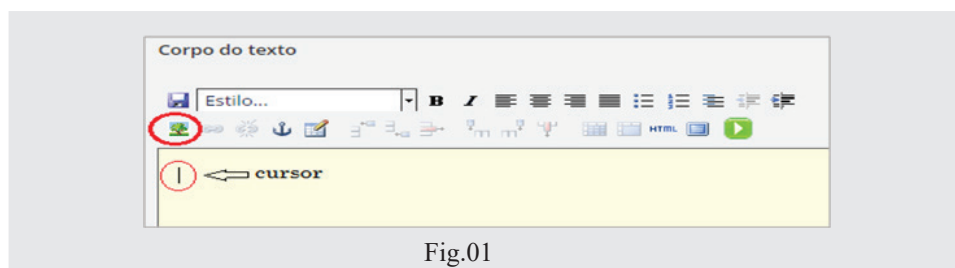 Corpo do texto
Estilo... B I
HTML
cursor
Fig.01